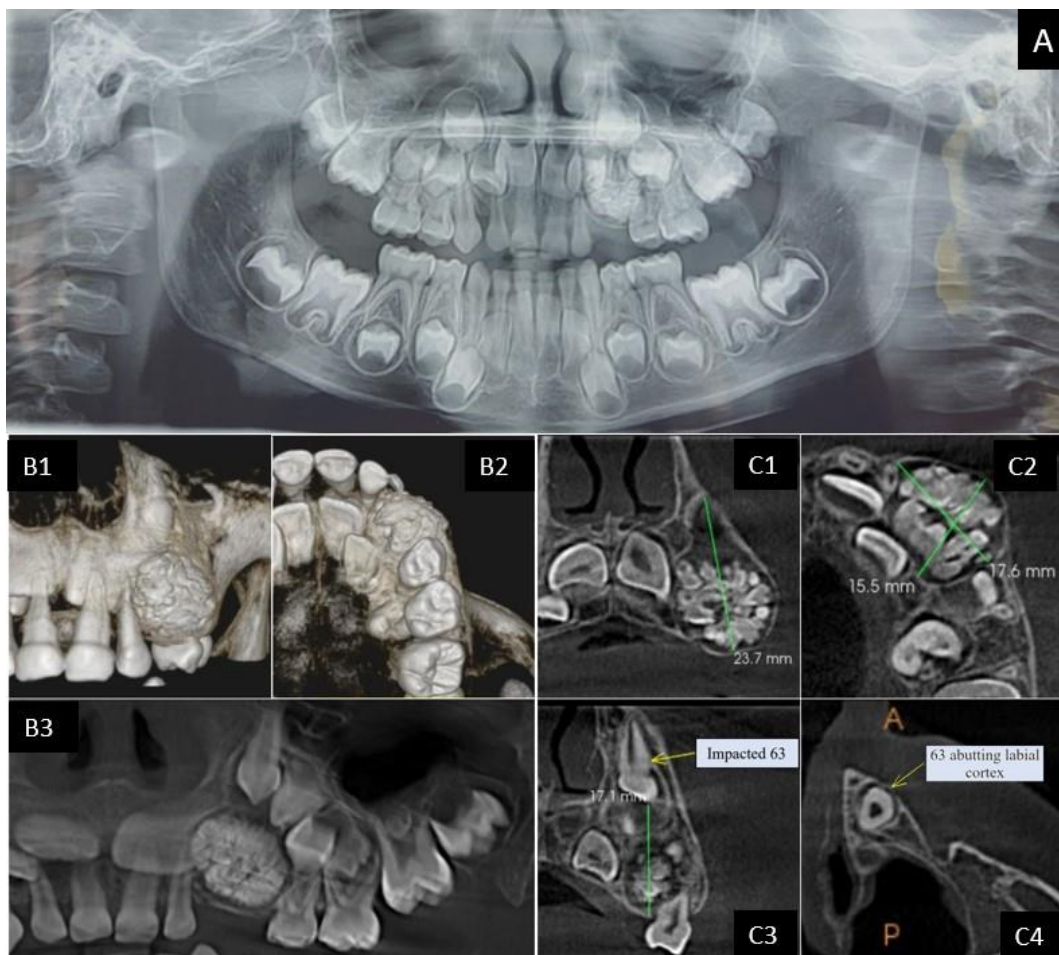 A
B1
B2
C1
C2
23.7 mm
15.5 mm
17.6 mm
B3
Impacted 63
17.1 mm
C3
A
63 abutting labial
cortex
P
C4